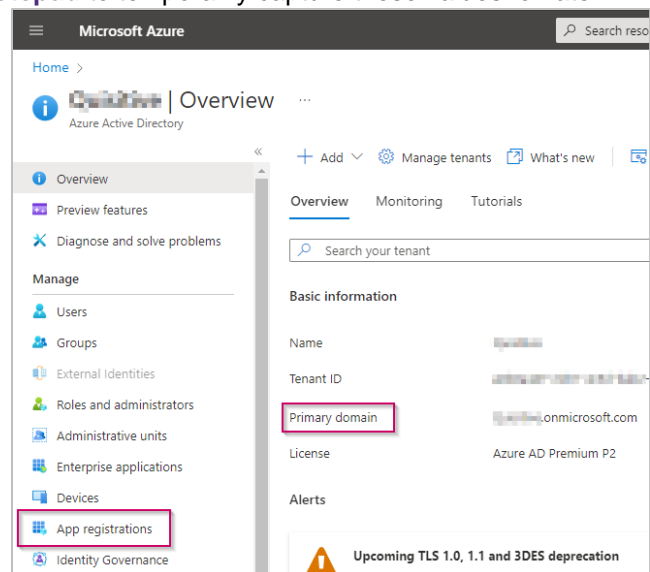 Microsoft Azure
Search reso
Home >
| Overview ...
Azure Active Directory
«
Add
Manage tenants
What's new
Overview
Preview features
Diagnose and solve problems
Manage
Users
Groups
External Identities
Roles and administrators
Administrative units
Enterprise applications
Devices
App registrations
Identity Governance
Overview Monitoring Tutorials
Search your tenant
Basic information
Name
Tenant ID
Primary domain .onmicrosoft.com
License Azure AD Premium P2
Alerts
Upcoming TLS 1.0, 1.1 and 3DES deprecation